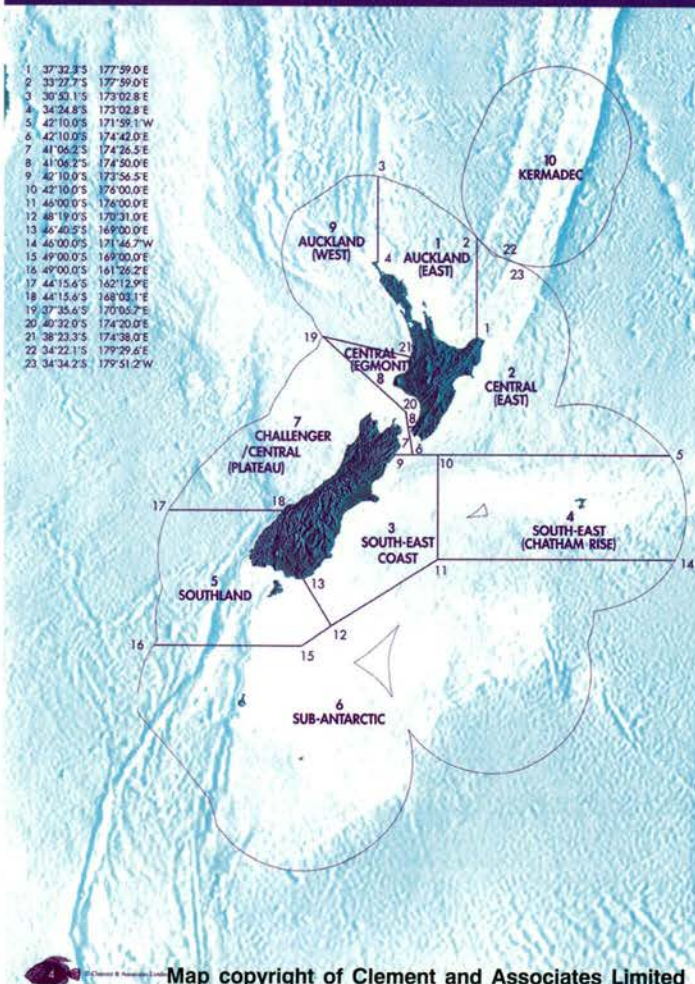 1 37°32.3'S 177°59.0'E
2 33°27.7'S 177°59.0'E
3 30°53.1'S 173°02.8'E
4 34°24.8'S 173°02.8'E
5 42°10.0'S 171°59.1'W
6 42°10.0'S 174°42.0'E
7 41°06.2'S 174°26.5'E
8 41°06.2'S 174°50.0'E
9 42°10.0'S 173°56.5'E
10 42°10.0'S 176°00.0'E
11 46°00.0'S 176°00.0'E
12 48°19.0'S 170°31.0'E
13 46°40.5'S 169°00.0'E
14 46°00.0'S 171°46.7'W
15 49°00.0'S 169°00.0'E
16 49°00.0'S 161°26.2'E
17 44°15.6'S 162°12.9'E
18 44°15.6'S 168°03.1'E
19 37°35.6'S 170°05.7'E
20 40°32.0'S 174°20.0'E
21 38°23.3'S 174°38.0'E
22 34°22.1'S 179°29.6'E
23 34°34.2'S 179°51.2'W
10
KERMADEC
3
9
AUCKLAND
(WEST)
4
1
AUCKLAND
(EAST)
2
22
23
19
21
CENTRAL
(EGMONT)
8
1
2
CENTRAL
(EAST)
20
8
7
6
9
10
5
7
CHALLENGER
/CENTRAL
(PLATEAU)
17
18
3
SOUTH-EAST
COAST
4
SOUTH-EAST
(CHATHAM RISE)
11
14
5
SOUTHLAND
13
12
16
15
6
SUB-ANTARCTIC
4
© Clement & Associates Limited
Map copyright of Clement and Associates Limited